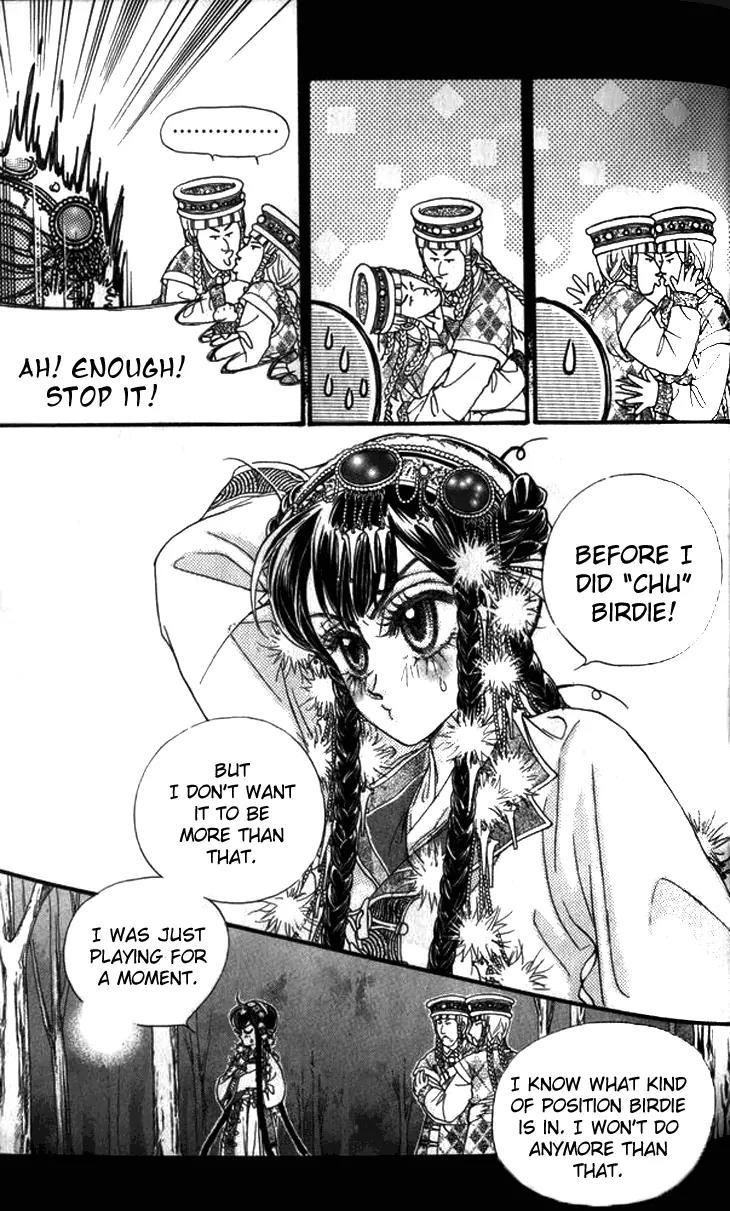 .............
AH! ENOUGH!
STOP IT!
BEFORE I
DID "CHU"
BIRDIE!
BUT
I DON'T WANT
IT TO BE
MORE THAN
THAT.
I WAS JUST
PLAYING FOR
A MOMENT.
I KNOW WHAT KIND
OF POSITION BIRDIE
IS IN. I WON'T DO
ANYMORE THAN
THAT.